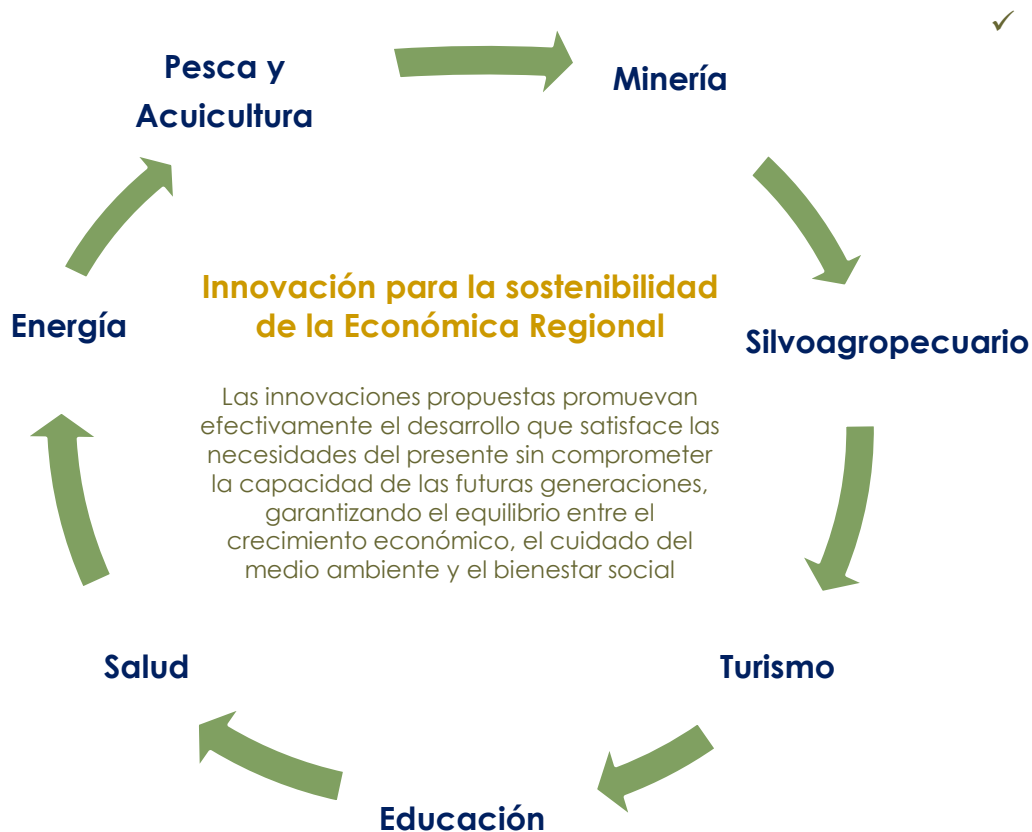 ✓
Pesca y
Acuicultura
Minería
Silvoagropecuario
Turismo
Educación
Salud
Energía
Innovación para la sostenibilidad
de la Económica Regional
Las innovaciones propuestas promuevan
efectivamente el desarrollo que satisface las
necesidades del presente sin comprometer
la capacidad de las futuras generaciones,
garantizando el equilibrio entre el
crecimiento económico, el cuidado del
medio ambiente y el bienestar social